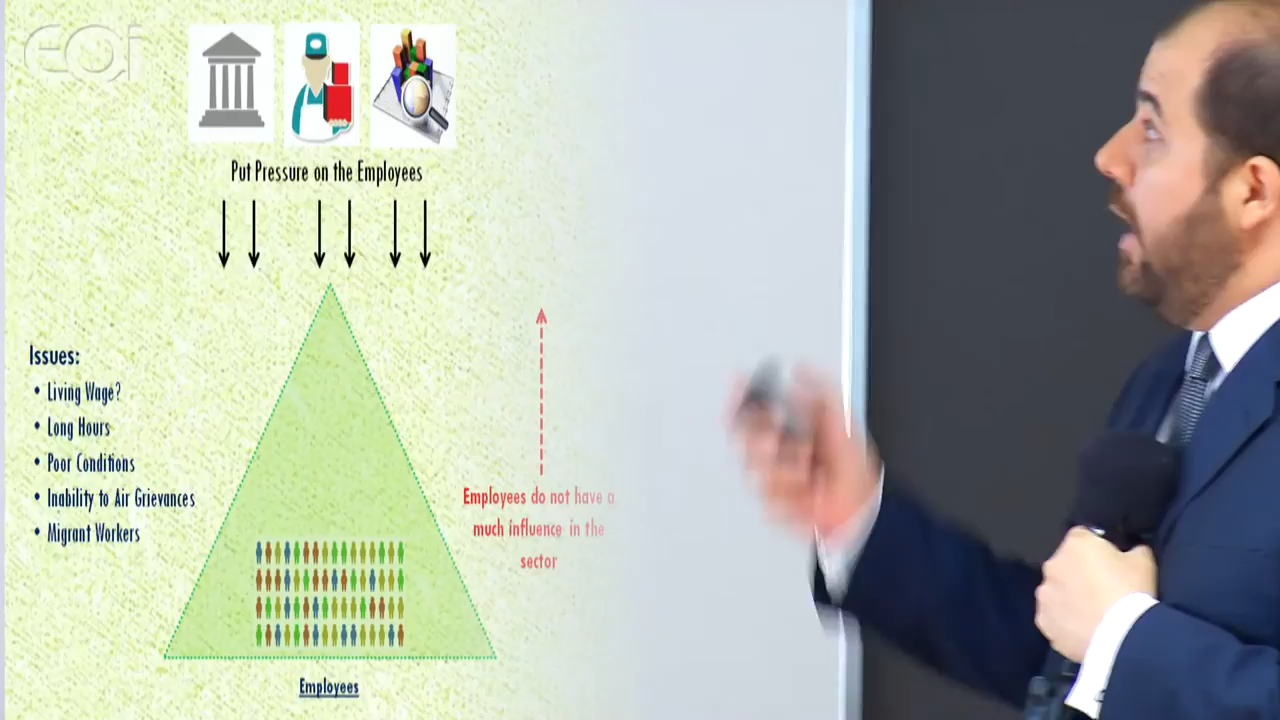 EQi
Put Pressure on the Employees
Issues:
• Living Wage?
• Long Hours
• Poor Conditions
• Inability to Air Grievances
• Migrant Workers
Employees do not have a
much influence in the
sector
Employees